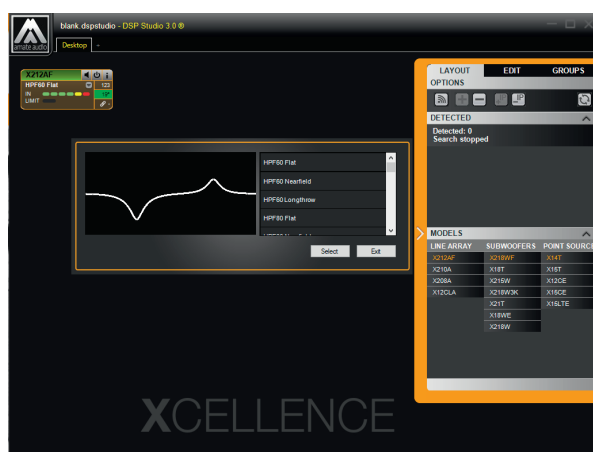 blank.dspstudio - DSP Studio 3.0 ®
amate audio
Desktop -
X212AF
HPF60 Flat
123
IN
LIMIT
10°
LAYOUT EDIT GROUPS
OPTIONS
IP
DETECTED
Detected: 0
Search stopped
HPF60 Flat
HPF60 Nearfield
HPF60 Longthrow
HPF80 Flat
Select Exit
MODELS
LINE ARRAY SUBWOOFERS POINT SOURCE
X212AF X218WF X14T
X210A X18T X15T
X208A X215W X12CE
X12CLA X218W3K X15CE
X21T X15LTE
X18WE
X218W
XCELLENCE